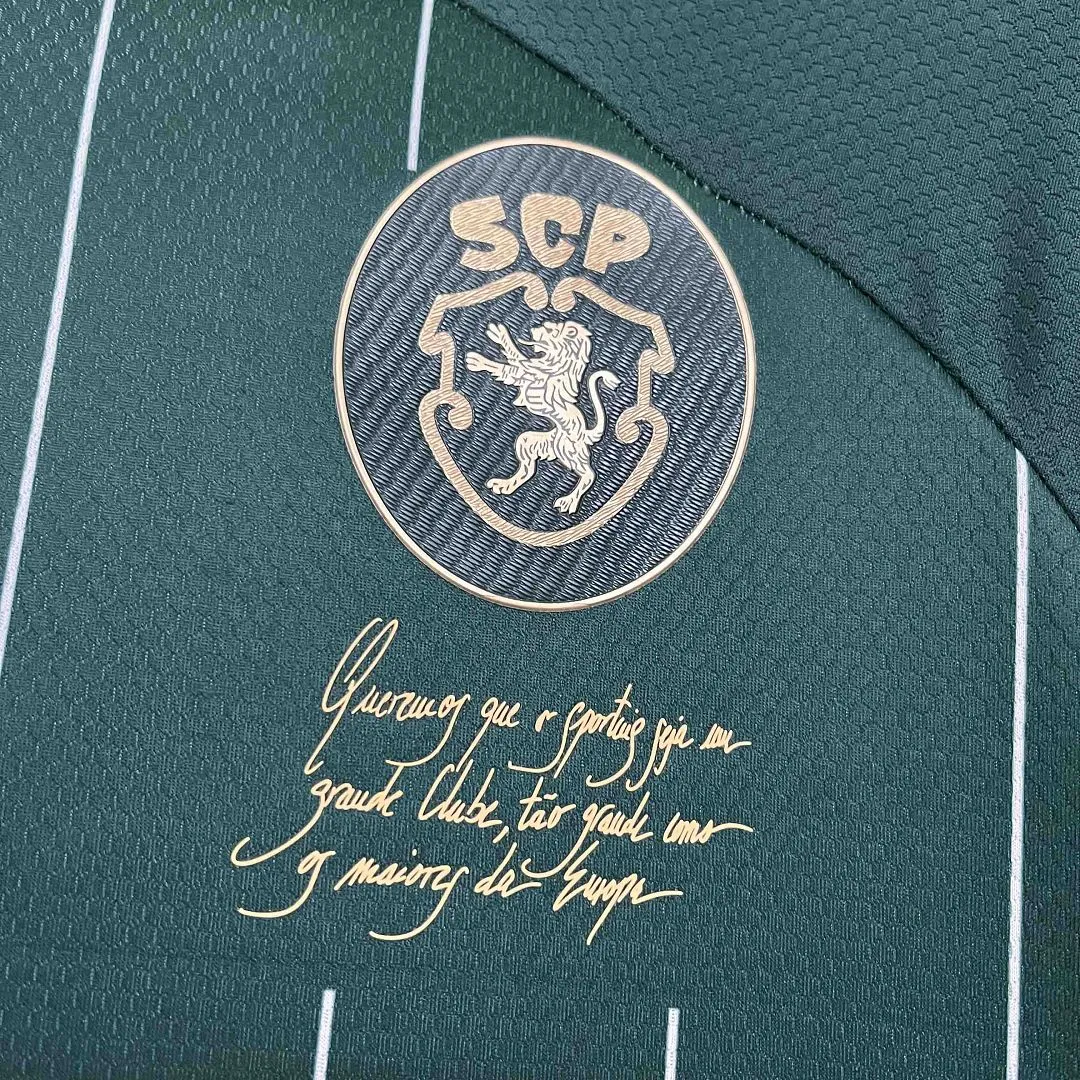 SCP
Queremos que o Sporting seja um
grande Clube, tão grande como
os maiores da Europa